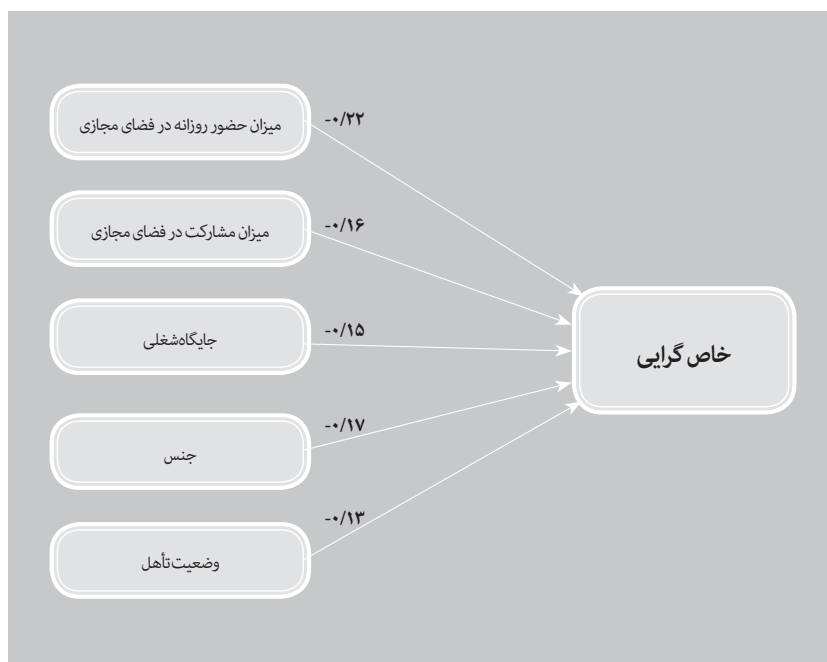 میزان حضور روزانه در فضای مجازی
-۰/۲۲
میزان مشارکت در فضای مجازی
-۰/۱۶
جایگاه‌شغلی
-۰/۱۵
خاص گرایی
جنس
-۰/۱۷
وضعیت‌تأهل
-۰/۱۳